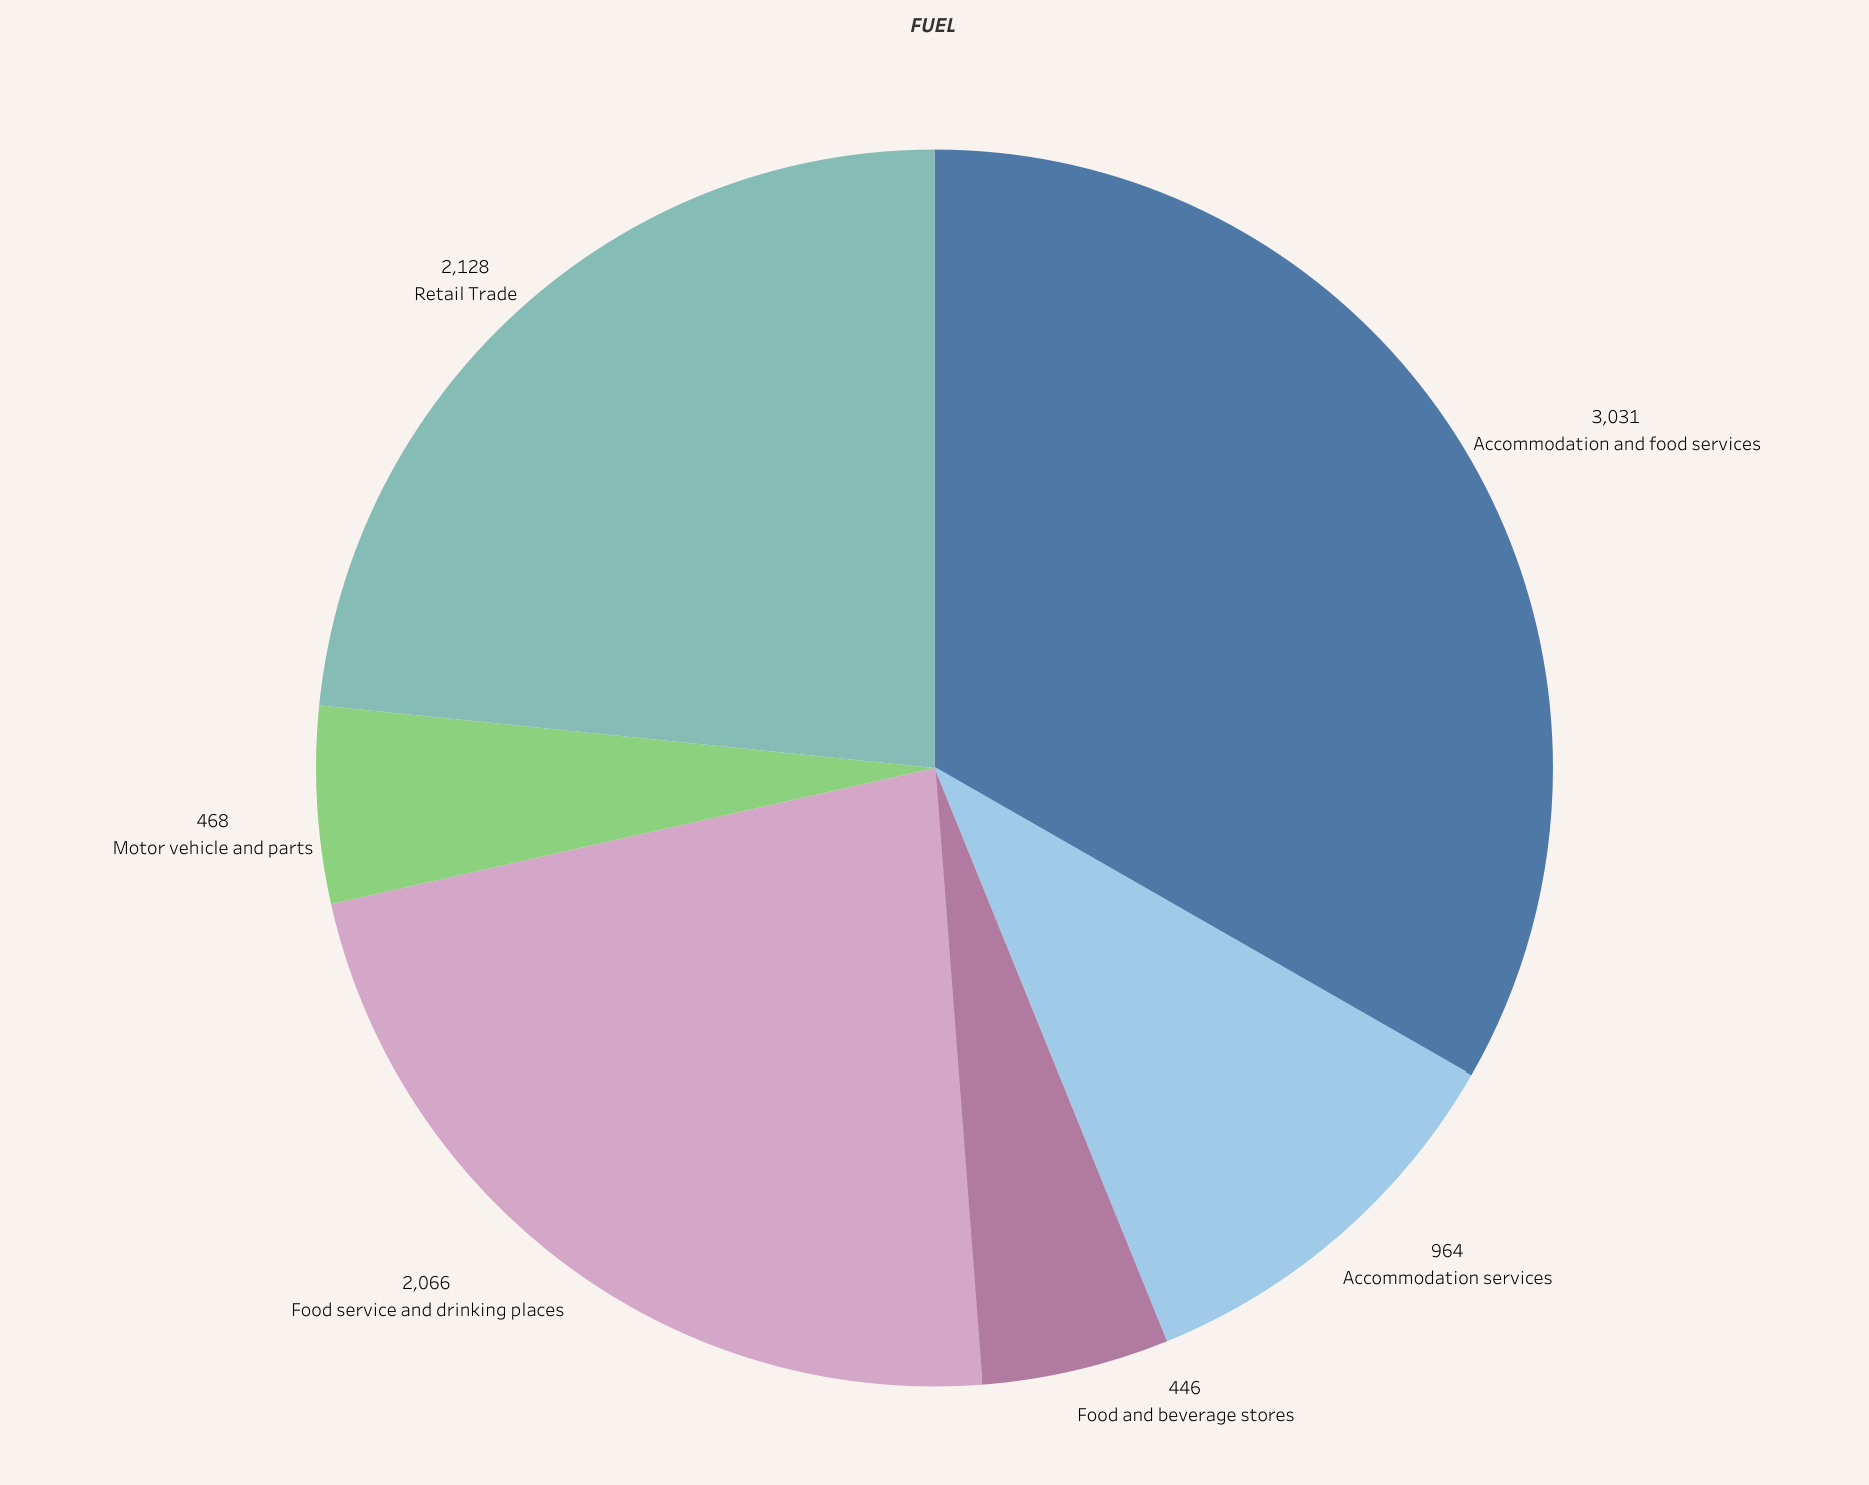 FUEL
2,128
Retail Trade
3,031
Accommodation and food services
468
Motor vehicle and parts
964
Accommodation services
2,066
Food service and drinking places
446
Food and beverage stores